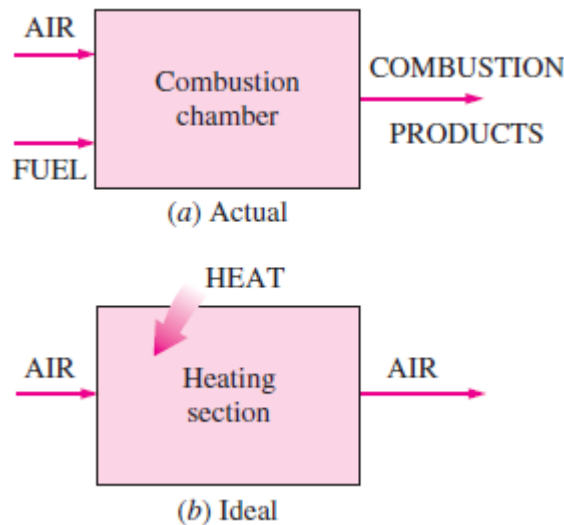 AIR
FUEL
Combustion
chamber
COMBUSTION
PRODUCTS
(a) Actual
HEAT
AIR
Heating
section
AIR
(b) Ideal